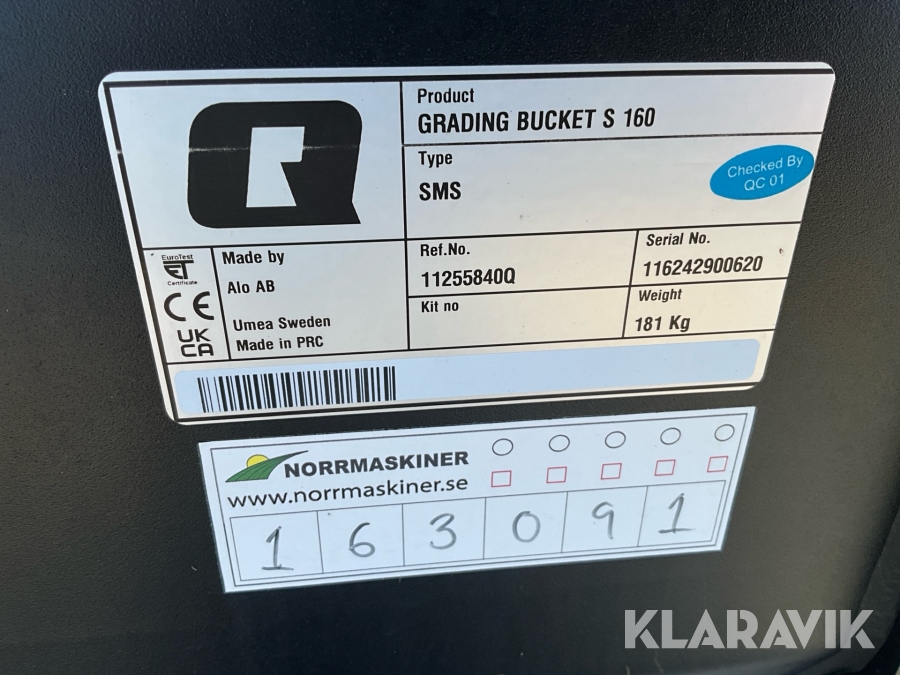 Product
GRADING BUCKET S 160
Type
SMS
Checked By
QC 01
EuroTest
ET
Certificate
CE
UK
CA
Made by
Alo AB
Umea Sweden
Made in PRC
Ref.No.
11255840Q
Serial No.
116242900620
Kit no
Weight
181 Kg
NORRMASKINER
www.norrmaskiner.se
1 6 3 0 9 1
KLARAVIK